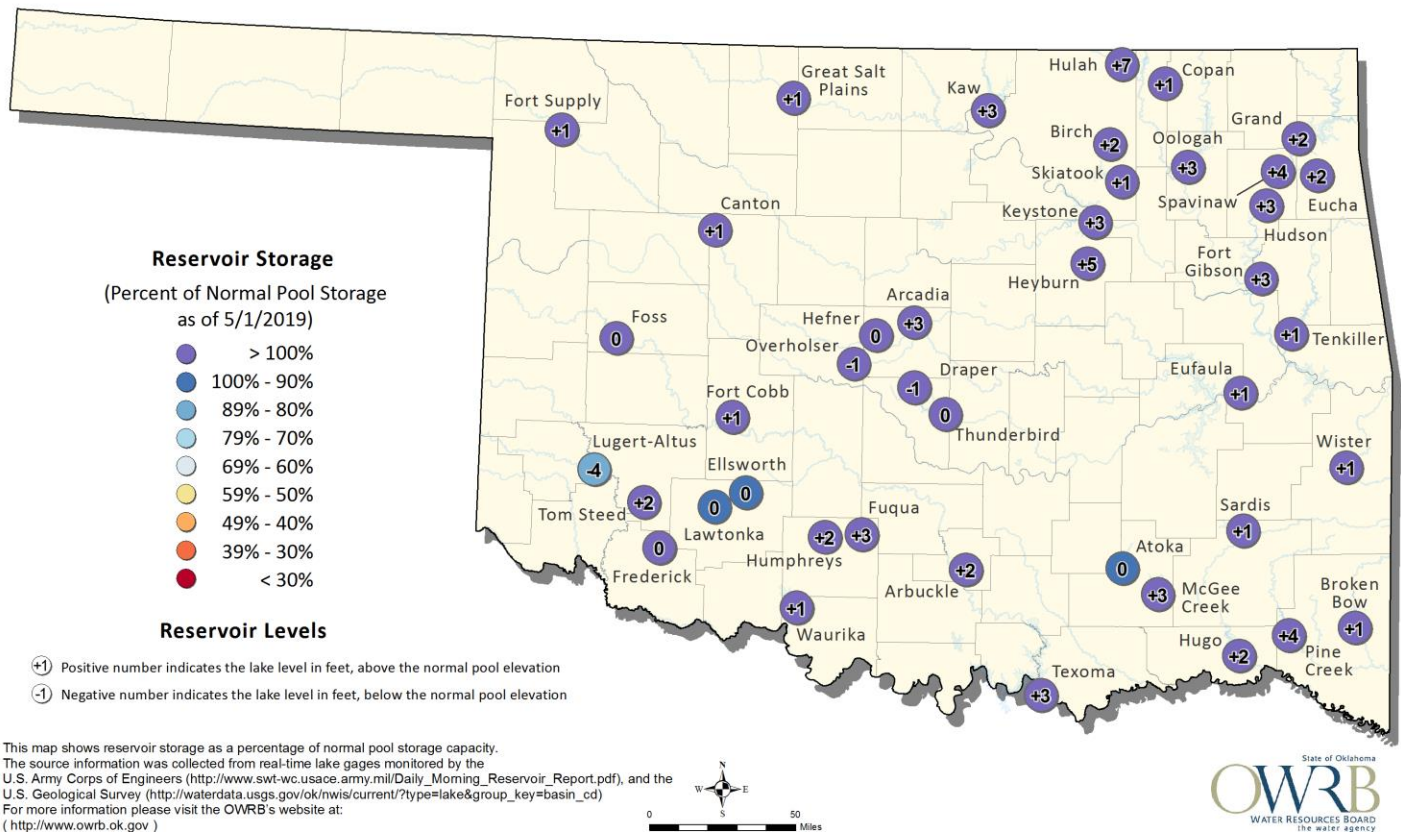 Great Salt
Plains
+1
Fort Supply
+1
Kaw
+3
Hulah
+7
Copan
+1
Birch
+2
Oologah
+3
Grand
+2
Skiatook
+1
Spavinaw
+4
+2
Eucha
Keystone
+3
+3
Hudson
Canton
+1
Heyburn
+5
Fort
Gibson
+3
Reservoir Storage
(Percent of Normal Pool Storage
as of 5/1/2019)
> 100%
100% - 90%
89% - 80%
79% - 70%
69% - 60%
59% - 50%
49% - 40%
39% - 30%
< 30%
Foss
0
Arcadia
+3
Hefner
0
Overholser
-1
Draper
-1
0
Thunderbird
+1
Tenkiller
Eufaula
+1
Fort Cobb
+1
Lugert-Altus
-4
Ellsworth
0
0
Lawtonka
Tom Steed
+2
0
Frederick
Humphreys
+2
Fuqua
+3
Wister
+1
Sardis
+1
Arbuckle
+2
Atoka
0
+3
McGee
Creek
Broken
Bow
+1
+1
Waurika
Hugo
+2
+4
Pine
Creek
Texoma
+3
Reservoir Levels
+1 Positive number indicates the lake level in feet, above the normal pool elevation
-1 Negative number indicates the lake level in feet, below the normal pool elevation
This map shows reservoir storage as a percentage of normal pool storage capacity.
The source information was collected from real-time lake gages monitored by the
U.S. Army Corps of Engineers (http://www.swt-wc.usace.army.mil/Daily_Morning_Reservoir_Report.pdf), and the
U.S. Geological Survey (http://waterdata.usgs.gov/ok/nwis/current/?type=lake&group_key=basin_cd)
For more information please visit the OWRB's website at:
( http://www.owrb.ok.gov )
N
W E
S
0 50
Miles
State of Oklahoma
OWRB
WATER RESOURCES BOARD
the water agency